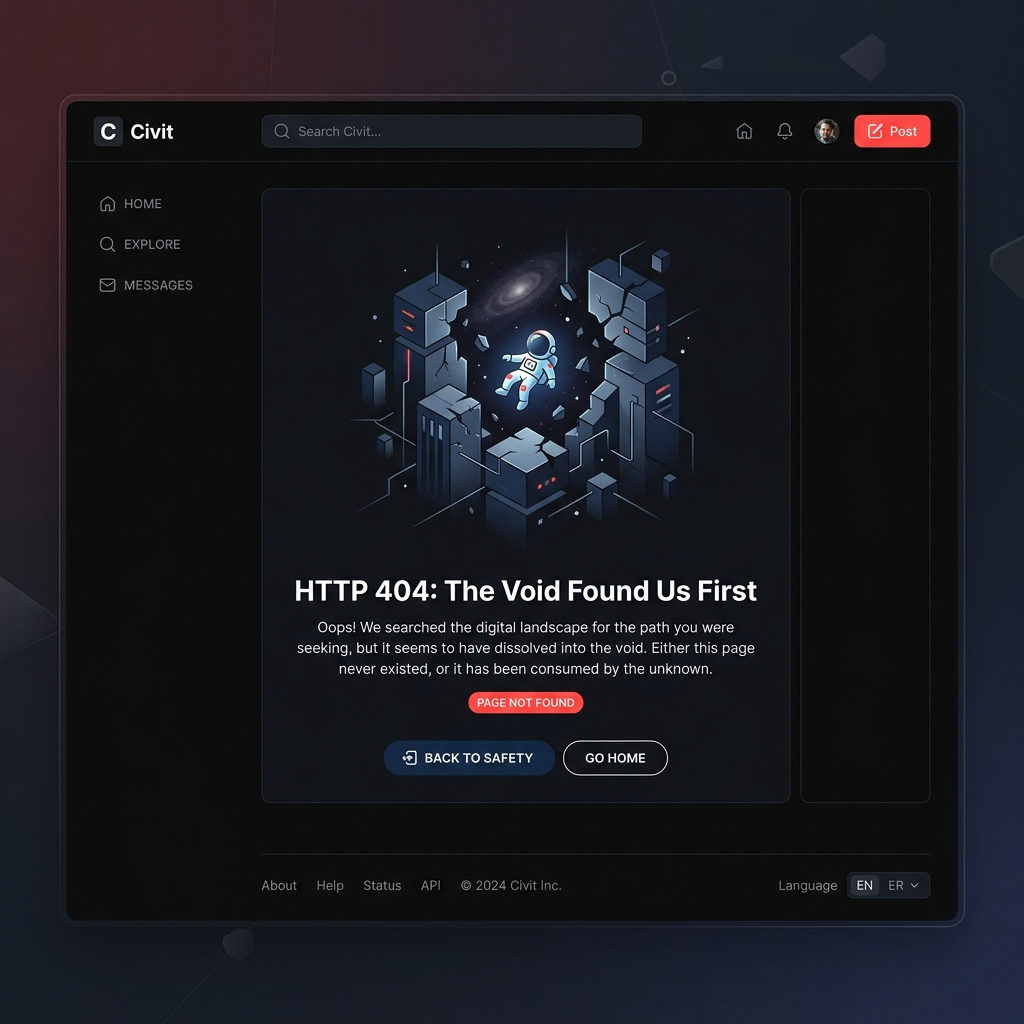 C Civit
Search Civit...
Post
HOME
EXPLORE
MESSAGES
HTTP 404: The Void Found Us First
Oops! We searched the digital landscape for the path you were
seeking, but it seems to have dissolved into the void. Either this page
never existed, or it has been consumed by the unknown.
PAGE NOT FOUND
BACK TO SAFETY
GO HOME
About Help Status API © 2024 Civit Inc.
Language EN ER